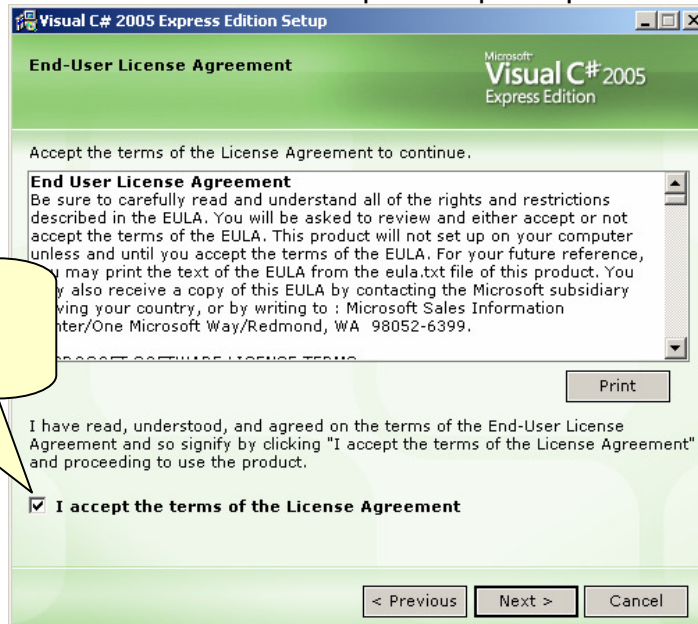 Visual C# 2005 Express Edition Setup
End-User License Agreement
Microsoft
Visual C# 2005
Express Edition
Accept the terms of the License Agreement to continue.
End User License Agreement
Be sure to carefully read and understand all of the rights and restrictions
described in the EULA. You will be asked to review and either accept or not
accept the terms of the EULA. This product will not set up on your computer
unless and until you accept the terms of the EULA. For your future reference,
may print the text of the EULA from the eula.txt file of this product. You
also receive a copy of this EULA by contacting the Microsoft subsidiary
your country, or by writing to : Microsoft Sales Information
/One Microsoft Way/Redmond, WA 98052-6399.
Print
I have read, understood, and agreed on the terms of the End-User License
Agreement and so signify by clicking "I accept the terms of the License Agreement"
and proceeding to use the product.
I accept the terms of the License Agreement
< Previous
Next >
Cancel